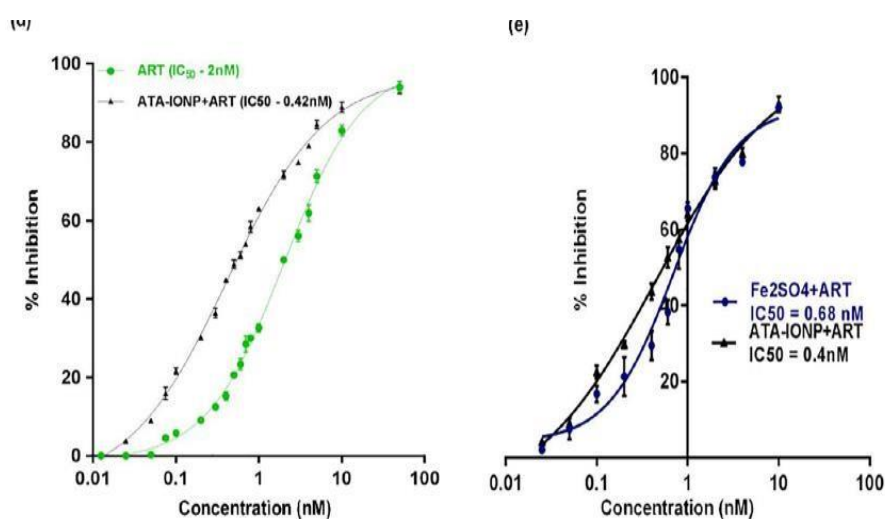 (d)
(e)
100
80
60
40
20
0
% Inhibition
ART (IC50 - 2nM)
ATA-IONP+ART (IC50 - 0.42nM)
0.01 0.1 1 10 100
Concentration (nM)
100
80
60
40
20
% Inhibition
Fe2SO4+ART
IC50 = 0.68 nM
ATA-IONP+ART
IC50 = 0.4nM
0.01 0.1 1 10 100
Concentration (nM)